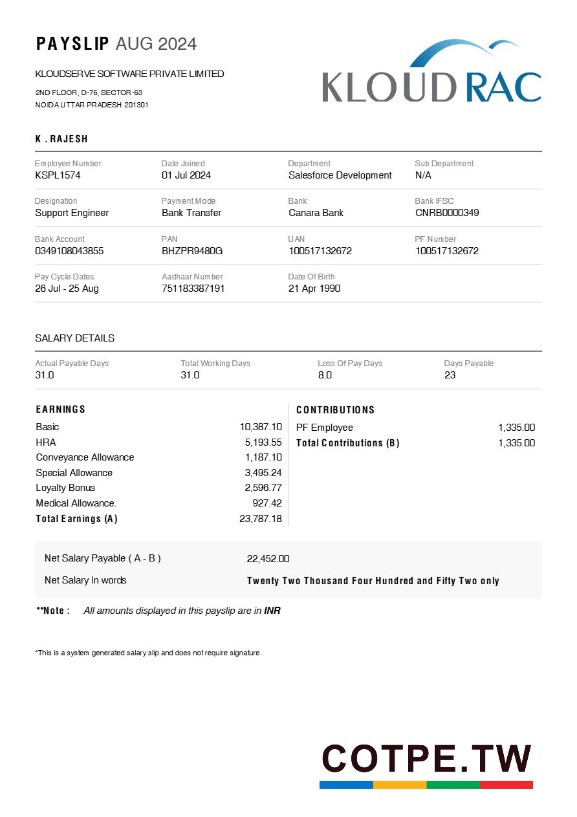 PAYSLIP AUG 2024
KLOUDSERVE SOFTWARE PRIVATE LIMITED
2ND FLOOR, D-76, SECTOR-63
NOIDA UTTAR PRADESH 201301
KLOUDRAC
K . RAJESH
Employee Number Date Joined Department Sub Department
KSPL1574 01 Jul 2024 Salesforce Development N/A
Designation Payment Mode Bank Bank IFSC
Support Engineer Bank Transfer Canara Bank CNRB0000349
Bank Account PAN UAN PF Number
0349108043855 BHZPR9480G 100517132672 100517132672
Pay Cycle Dates Aadhaar Number Date Of Birth
26 Jul - 25 Aug 751183387191 21 Apr 1990
SALARY DETAILS
Actual Payable Days Total Working Days Loss Of Pay Days Days Payable
31.0 31.0 8.0 23
EARNINGS CONTRIBUTIONS
Basic 10,387.10 PF Employee 1,335.00
HRA 5,193.55 Total Contributions (B) 1,335.00
Conveyance Allowance 1,187.10
Special Allowance 3,495.24
Loyalty Bonus 2,596.77
Medical Allowance. 927.42
Total Earnings (A) 23,787.18
Net Salary Payable ( A - B ) 22,452.00
Net Salary in words Twenty Two Thousand Four Hundred and Fifty Two only
**Note : All amounts displayed in this payslip are in INR
*This is a system generated salary slip and does not require signature.
COTPE.TW